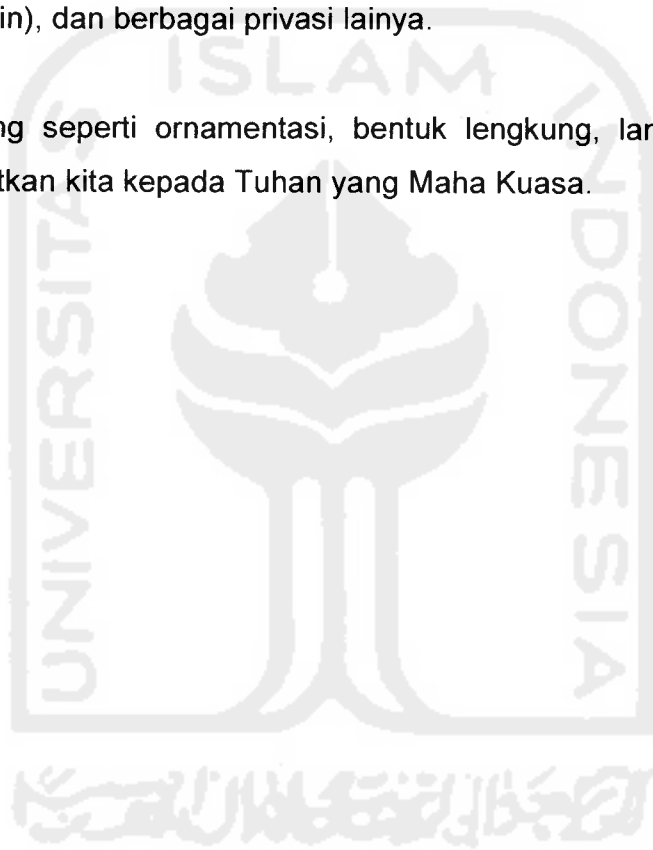 in), dan berbagai privasi lainya.
ng seperti ornamentasi, bentuk lengkung, lar
tkan kita kepada Tuhan yang Maha Kuasa.
ISLAM
UNIVERSITAS
INDONESIA